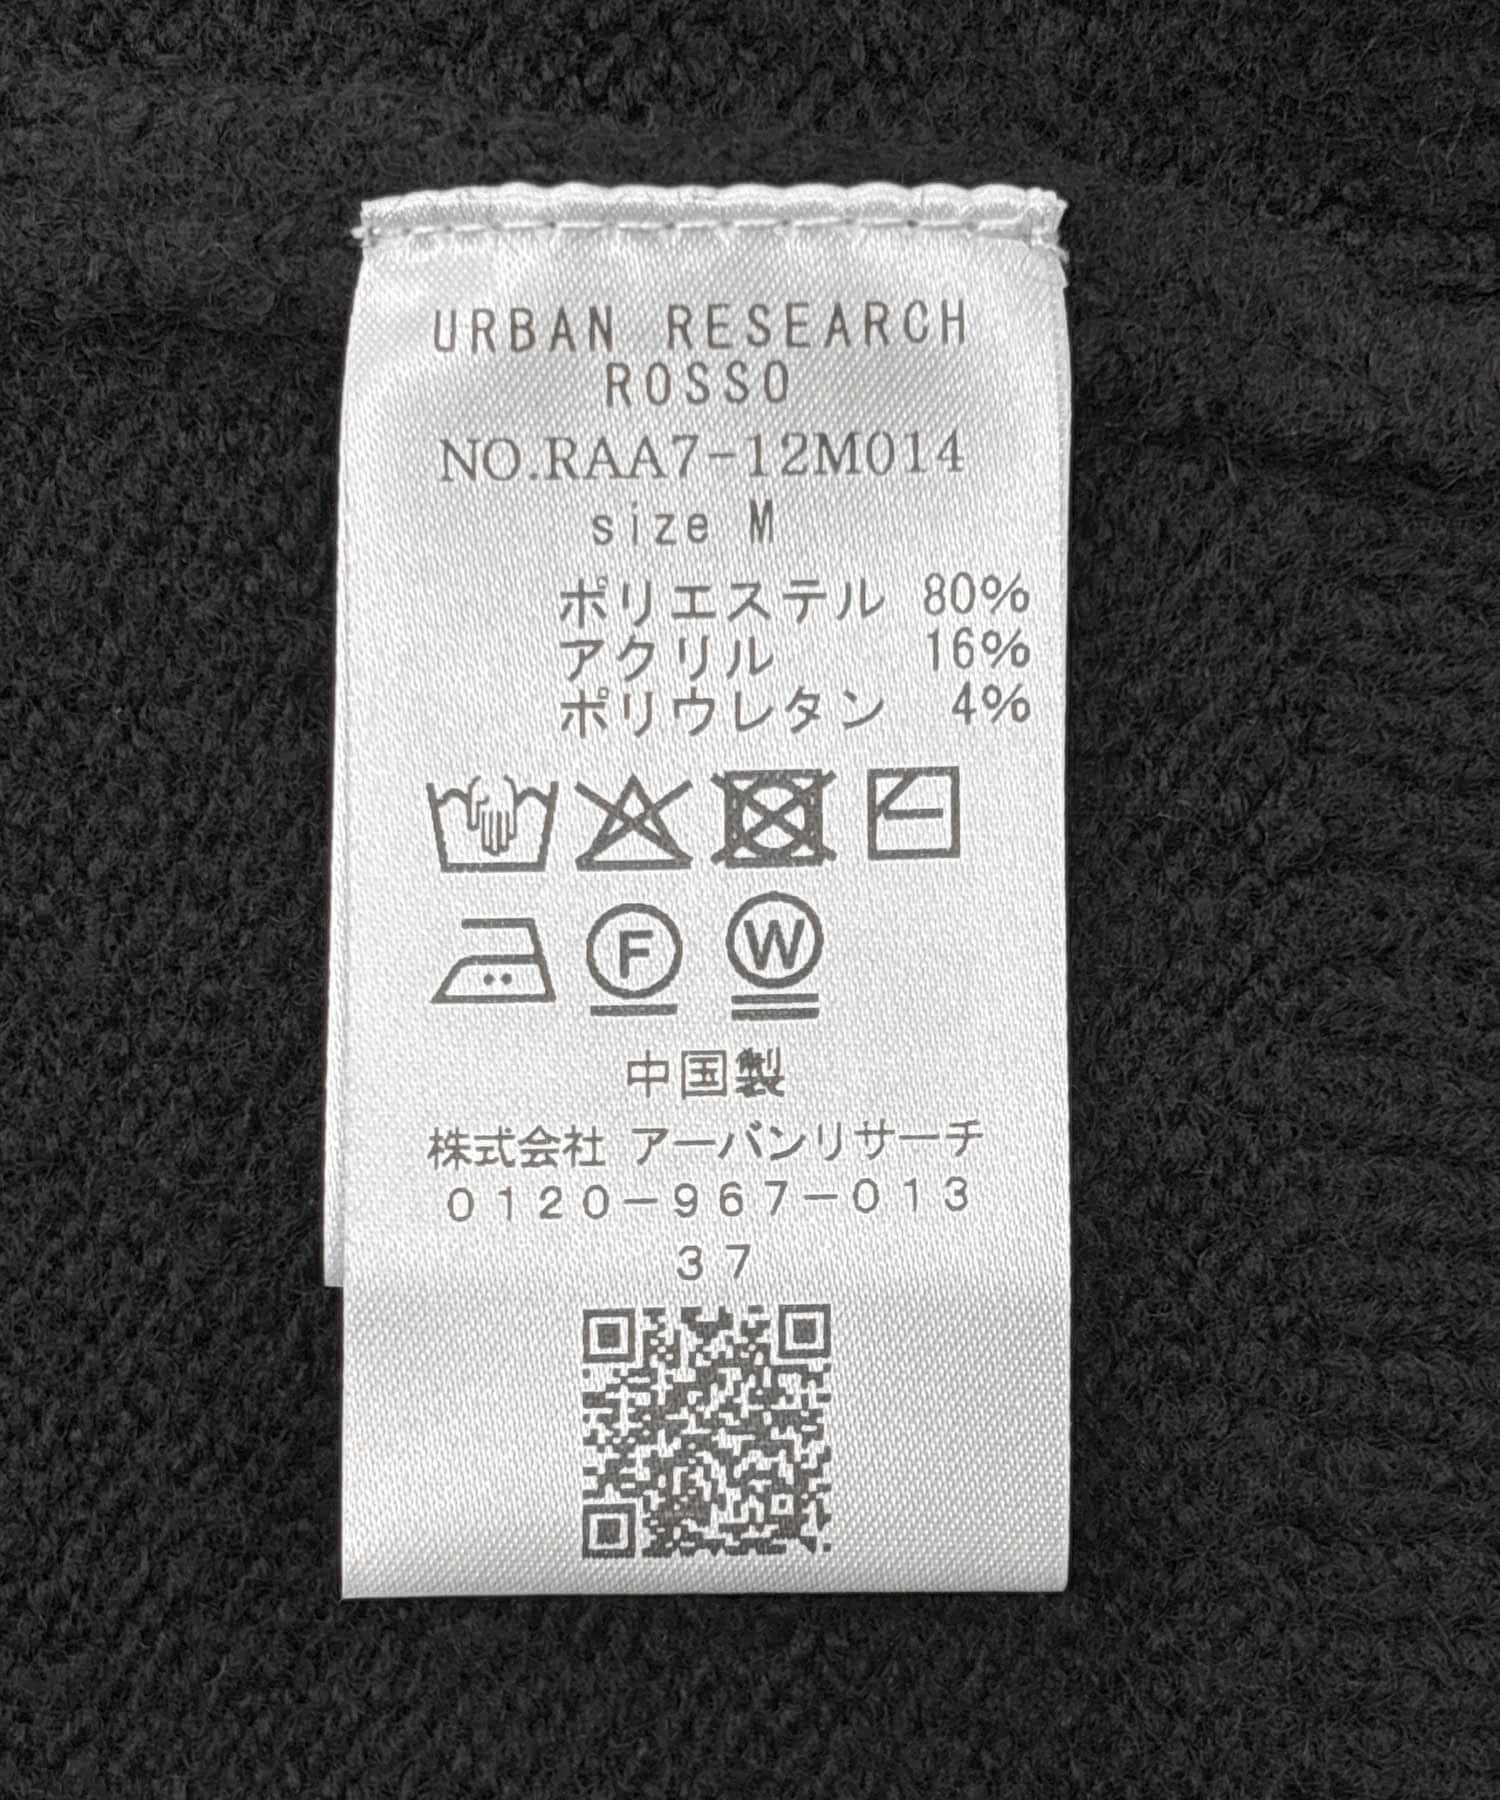 URBAN RESEARCH
ROSSO
NO.RAA7-12M014
size M
ポリエステル 80%
アクリル 16%
ポリウレタン 4%
F W
中国製
株式会社 アーバンリサーチ
0120-967-013
37